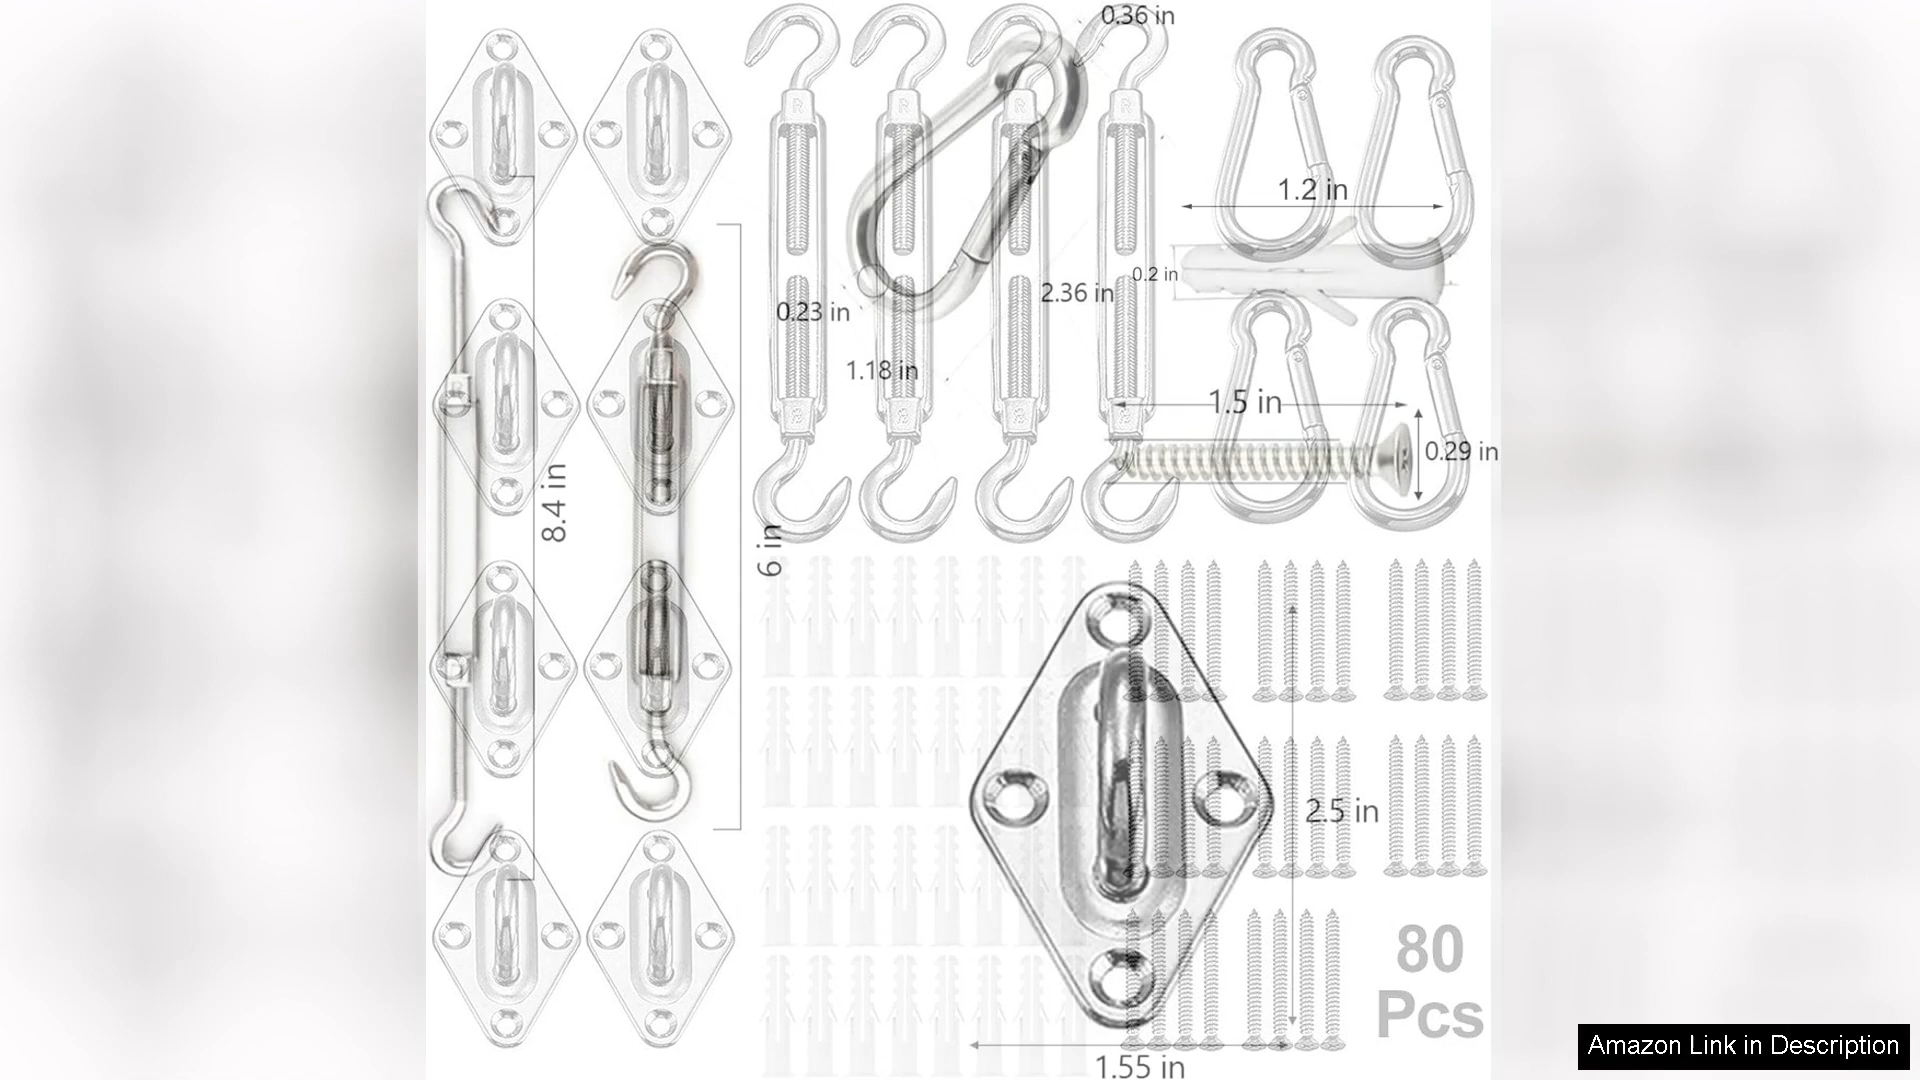 0.36 in
1.2 in
0.2 in
2.36 in
0.23 in
1.18 in
1.5 in
0.29 in
8.4 in
6 in
2.5 in
80
Pcs
1.55 in
Amazon Link in Description